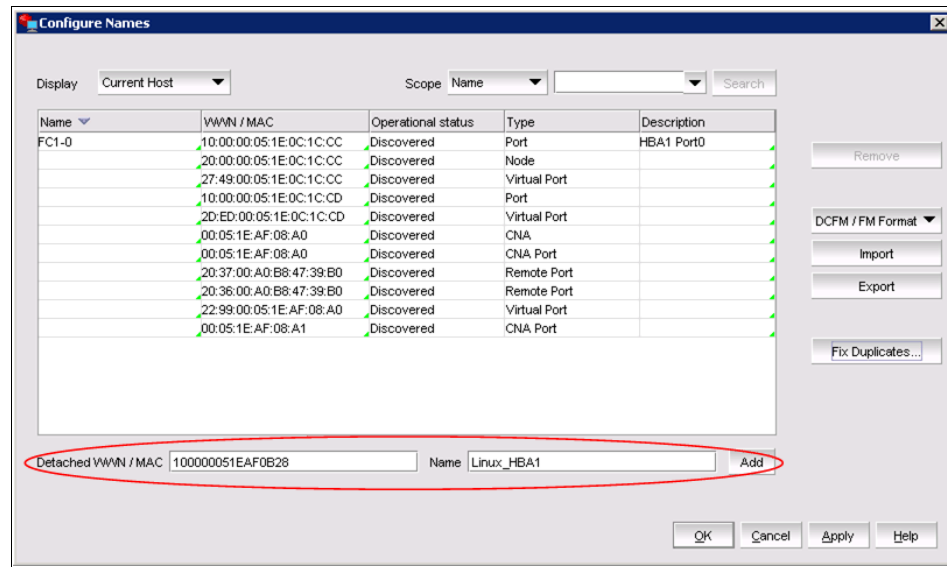 Configure Names
Display Current Host Scope Name Search
Name WWN / MAC Operational status Type Description
FC1-0 10:00:00:05:1E:0C:1C:CC Discovered Port HBA1 Port0
20:00:00:05:1E:0C:1C:CC Discovered Node
27:49:00:05:1E:0C:1C:CC Discovered Virtual Port
10:00:00:05:1E:0C:1C:CD Discovered Port
2D:ED:00:05:1E:0C:1C:CD Discovered Virtual Port
00:05:1E:AF:08:A0 Discovered CNA
00:05:1E:AF:08:A0 Discovered CNA Port
20:37:00:A0:B8:47:39:B0 Discovered Remote Port
20:36:00:A0:B8:47:39:B0 Discovered Remote Port
22:99:00:05:1E:AF:08:A0 Discovered Virtual Port
00:05:1E:AF:08:A1 Discovered CNA Port
Remove
DCFM / FM Format
Import
Export
Fix Duplicates...
Detached WWN / MAC 100000051EAF0B28 Name Linux_HBA1 Add
OK Cancel Apply Help